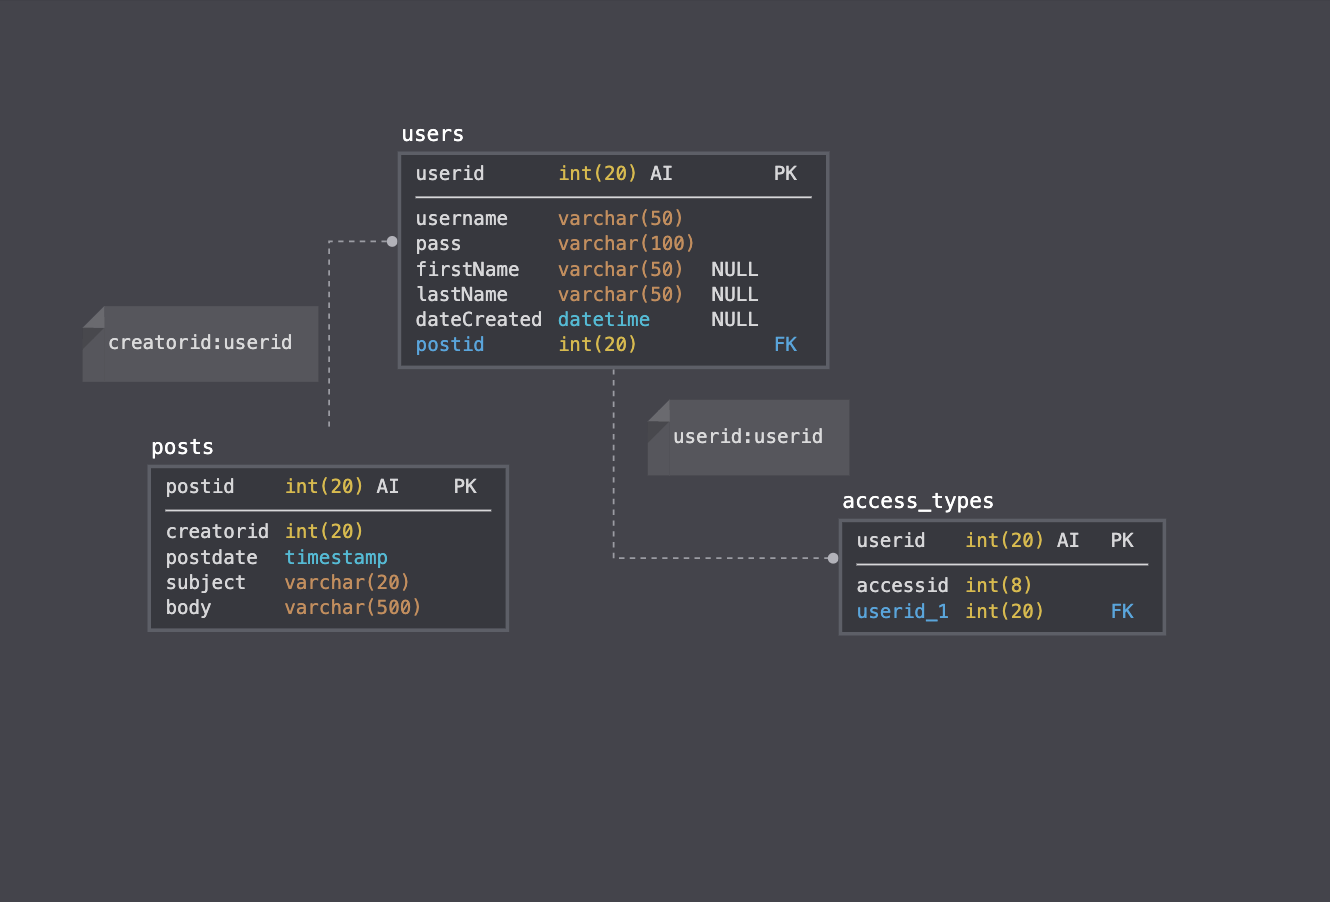 users
userid int(20) AI PK
username varchar(50)
pass varchar(100)
firstName varchar(50) NULL
lastName varchar(50) NULL
dateCreated datetime NULL
postid int(20) FK
creatorid:userid
userid:userid
posts
postid int(20) AI PK
creatorid int(20)
postdate timestamp
subject varchar(20)
body varchar(500)
access_types
userid int(20) AI PK
accessid int(8)
userid_1 int(20) FK